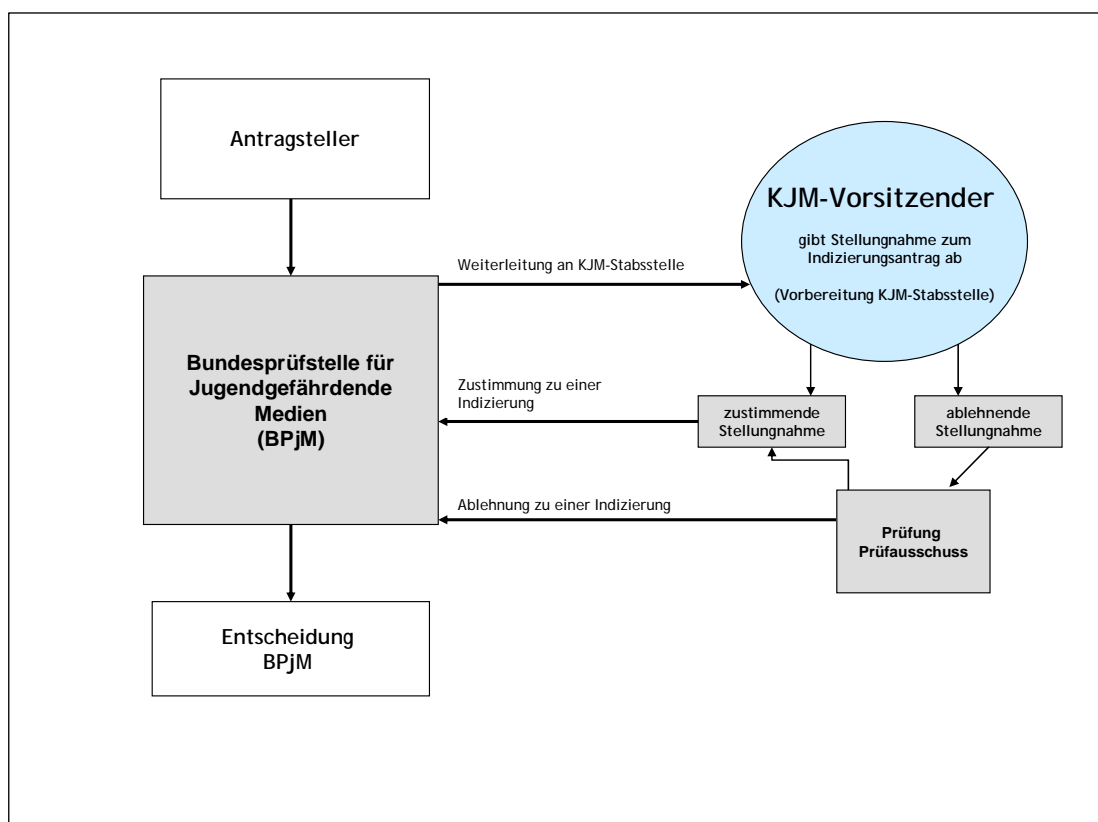 Antragsteller
KJM-Vorsitzender
gibt Stellungnahme zum
Indizierungsantrag ab
(Vorbereitung KJM-Stabsstelle)
Weiterleitung an KJM-Stabsstelle
Bundesprüfstelle für
Jugendgefährdende
Medien
(BPjM)
Zustimmung zu einer
Indizierung
zustimmende
Stellungnahme
ablehnende
Stellungnahme
Ablehnung zu einer Indizierung
Prüfung
Prüfausschuss
Entscheidung
BPjM